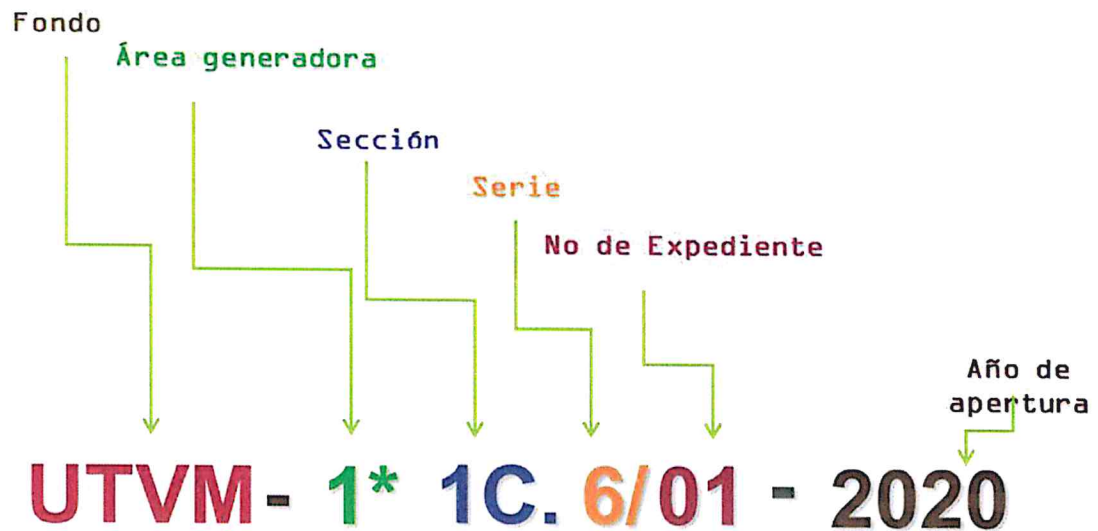 Fondo
Área generadora
Sección
Serie
No de Expediente
Año de
apertura
UTVM- 1* 1C. 6/01 - 2020